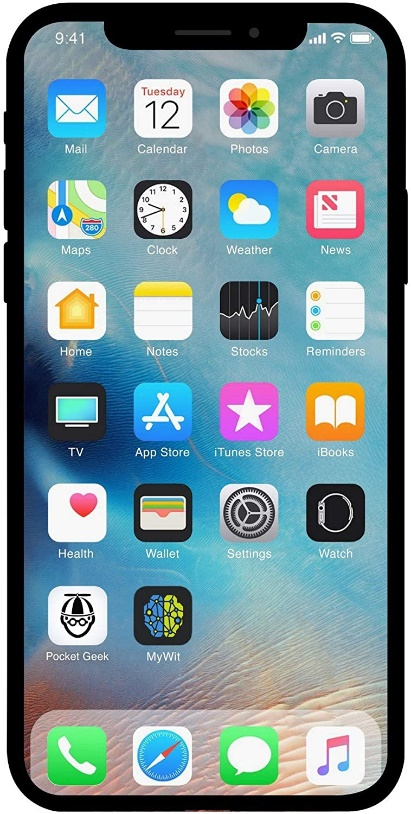 9:41
Tuesday
12
Mail Calendar Photos Camera
280
Maps Clock Weather News
Home Notes Stocks Reminders
TV App Store iTunes Store iBooks
Health Wallet Settings Watch
Pocket Geek MyWit